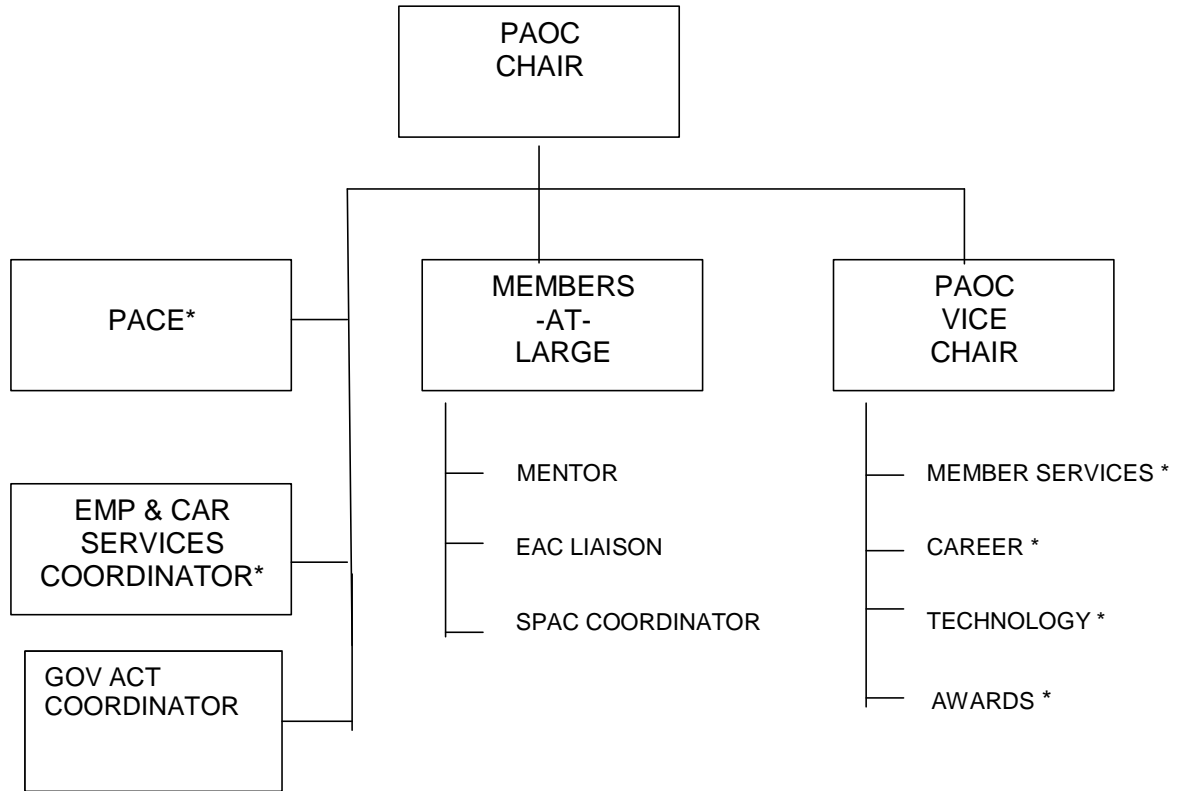 PAOC
CHAIR
PACE*
MEMBERS
-AT-
LARGE
PAOC
VICE
CHAIR
EMP & CAR
SERVICES
COORDINATOR*
GOV ACT
COORDINATOR
MENTOR
EAC LIAISON
SPAC COORDINATOR
MEMBER SERVICES *
CAREER *
TECHNOLOGY *
AWARDS *